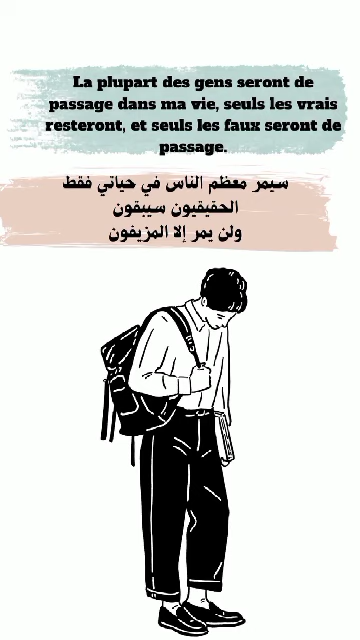 La plupart des gens seront de
passage dans ma vie, seuls les vrais
resteront, et seuls les faux seront de
passage.
سيمر معظم الناس في حياتي فقط
الحقيقيون سيبقون
ولن يمر إلا المزيفون